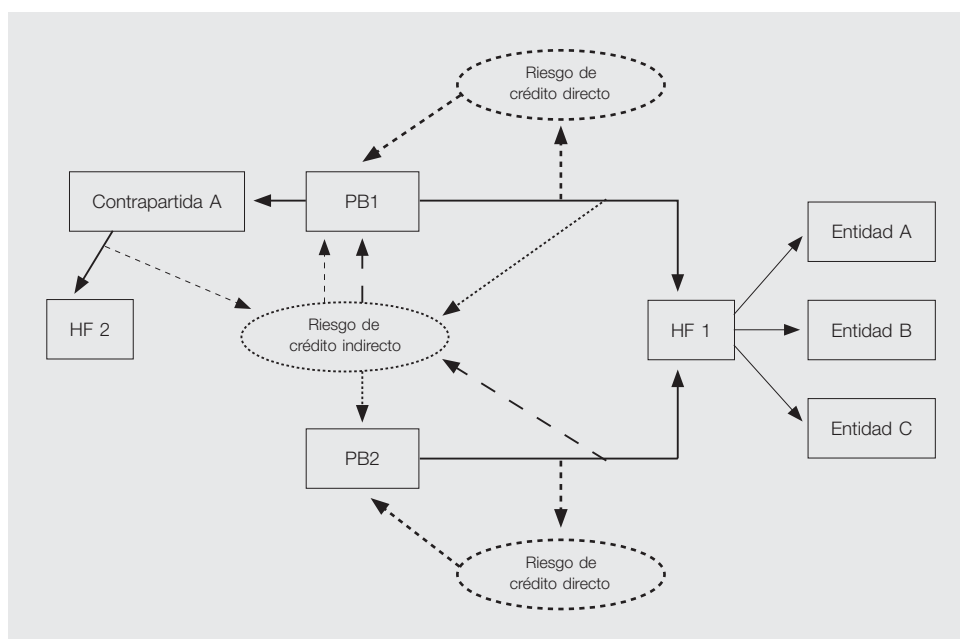 Riesgo de
crédito directo
Contrapartida A
PB1
Entidad A
HF 2
Riesgo de
crédito indirecto
HF 1
Entidad B
PB2
Entidad C
Riesgo de
crédito directo